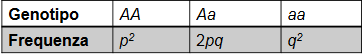 Genotipo AA Aa aa
Frequenza p² 2pq q²